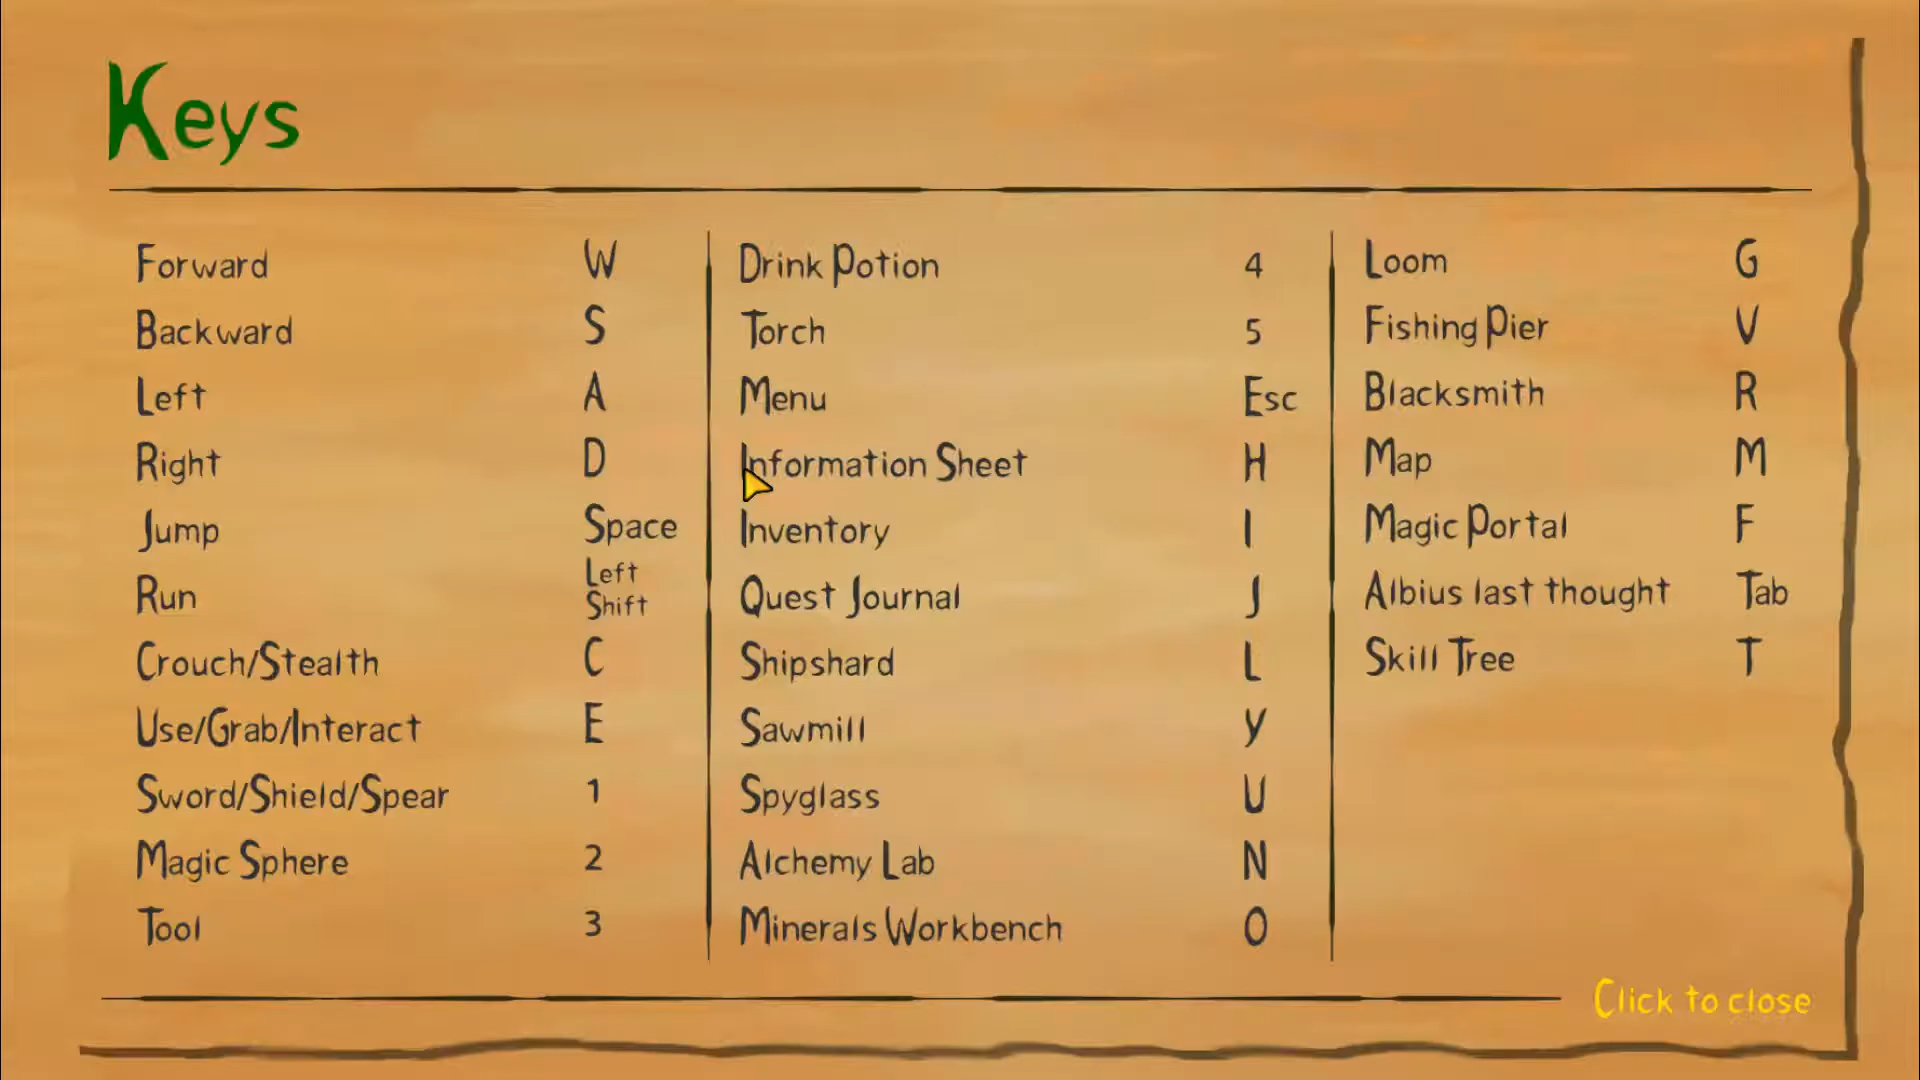 Keys
Forward W
Backward S
Left A
Right D
Jump Space
Run Left Shift
Crouch/Stealth C
Use/Grab/Interact E
Sword/Shield/Spear 1
Magic Sphere 2
Tool 3
Drink Potion 4
Torch 5
Menu Esc
Information Sheet H
Inventory I
Quest Journal J
Shipshard L
Sawmill Y
Spyglass U
Alchemy Lab N
Minerals Workbench O
Loom G
Fishing Pier V
Blacksmith R
Map M
Magic Portal F
Albius last thought Tab
Skill Tree T
Click to close